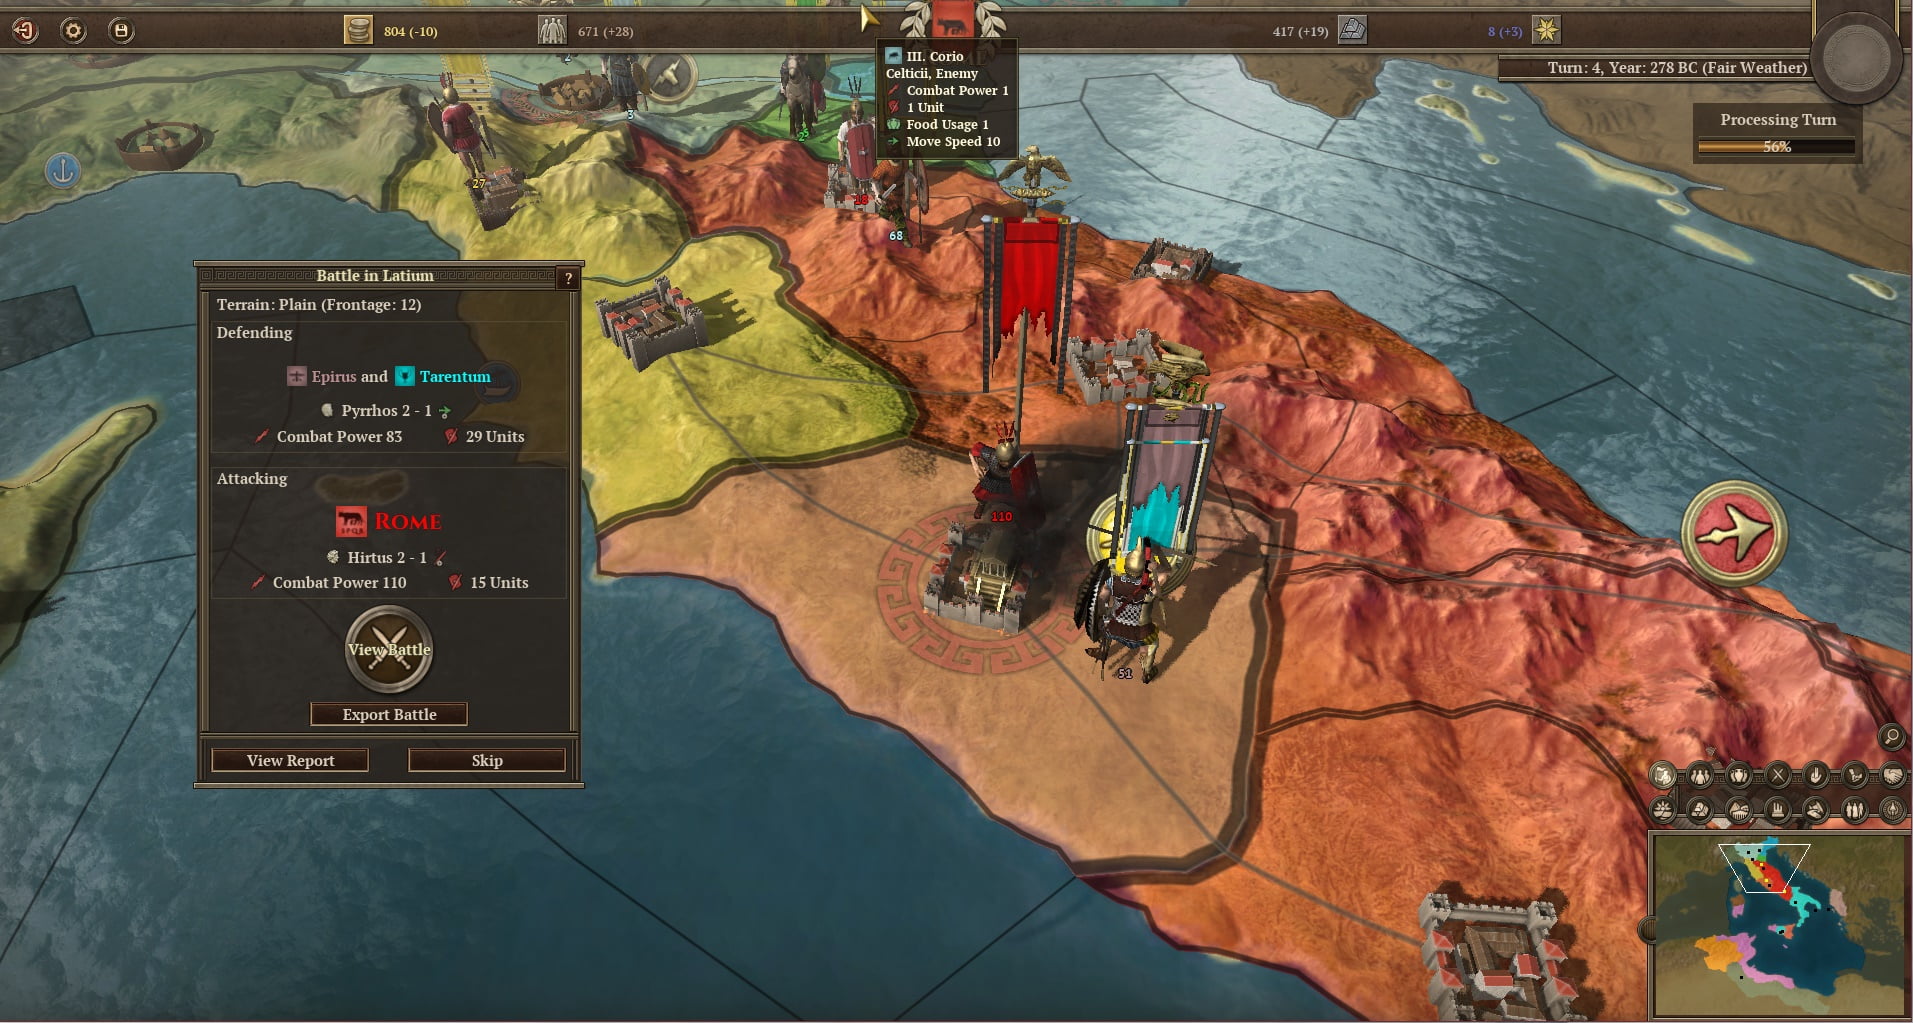 804 (-10)
671 (+28)
417 (+19)
8 (+3)
Turn: 4, Year: 278 BC (Fair Weather)
Processing Turn
56%
III. Corio
Celticii, Enemy
Combat Power 1
1 Unit
Food Usage 1
Move Speed 10
3
27
18
68
110
51
Battle in Latium
?
Terrain: Plain (Frontage: 12)
Defending
Epirus and Tarentum
Pyrrhos 2 - 1
Combat Power 83
29 Units
Attacking
SPQR
ROME
Hirtus 2 - 1
Combat Power 110
15 Units
View Battle
Export Battle
View Report
Skip